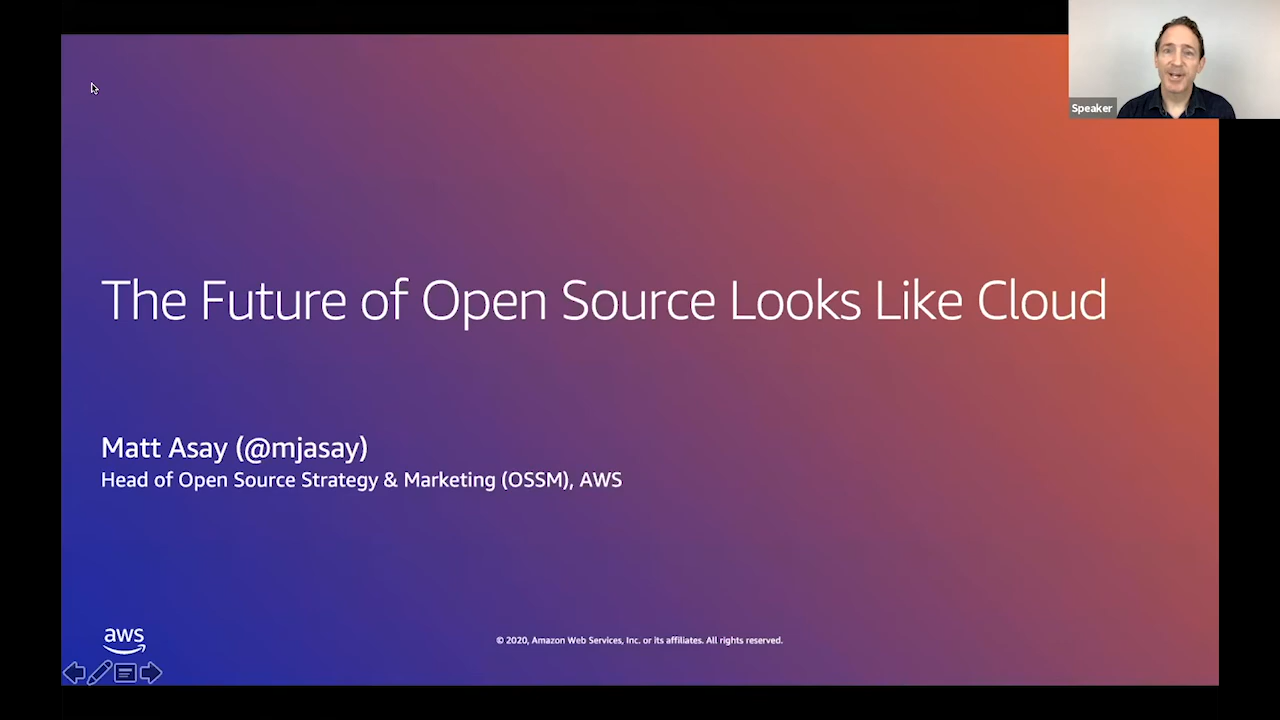 Speaker
The Future of Open Source Looks Like Cloud
Matt Asay (@mjasay)
Head of Open Source Strategy & Marketing (OSSM), AWS
aws
© 2020, Amazon Web Services, Inc. or its affiliates. All rights reserved.